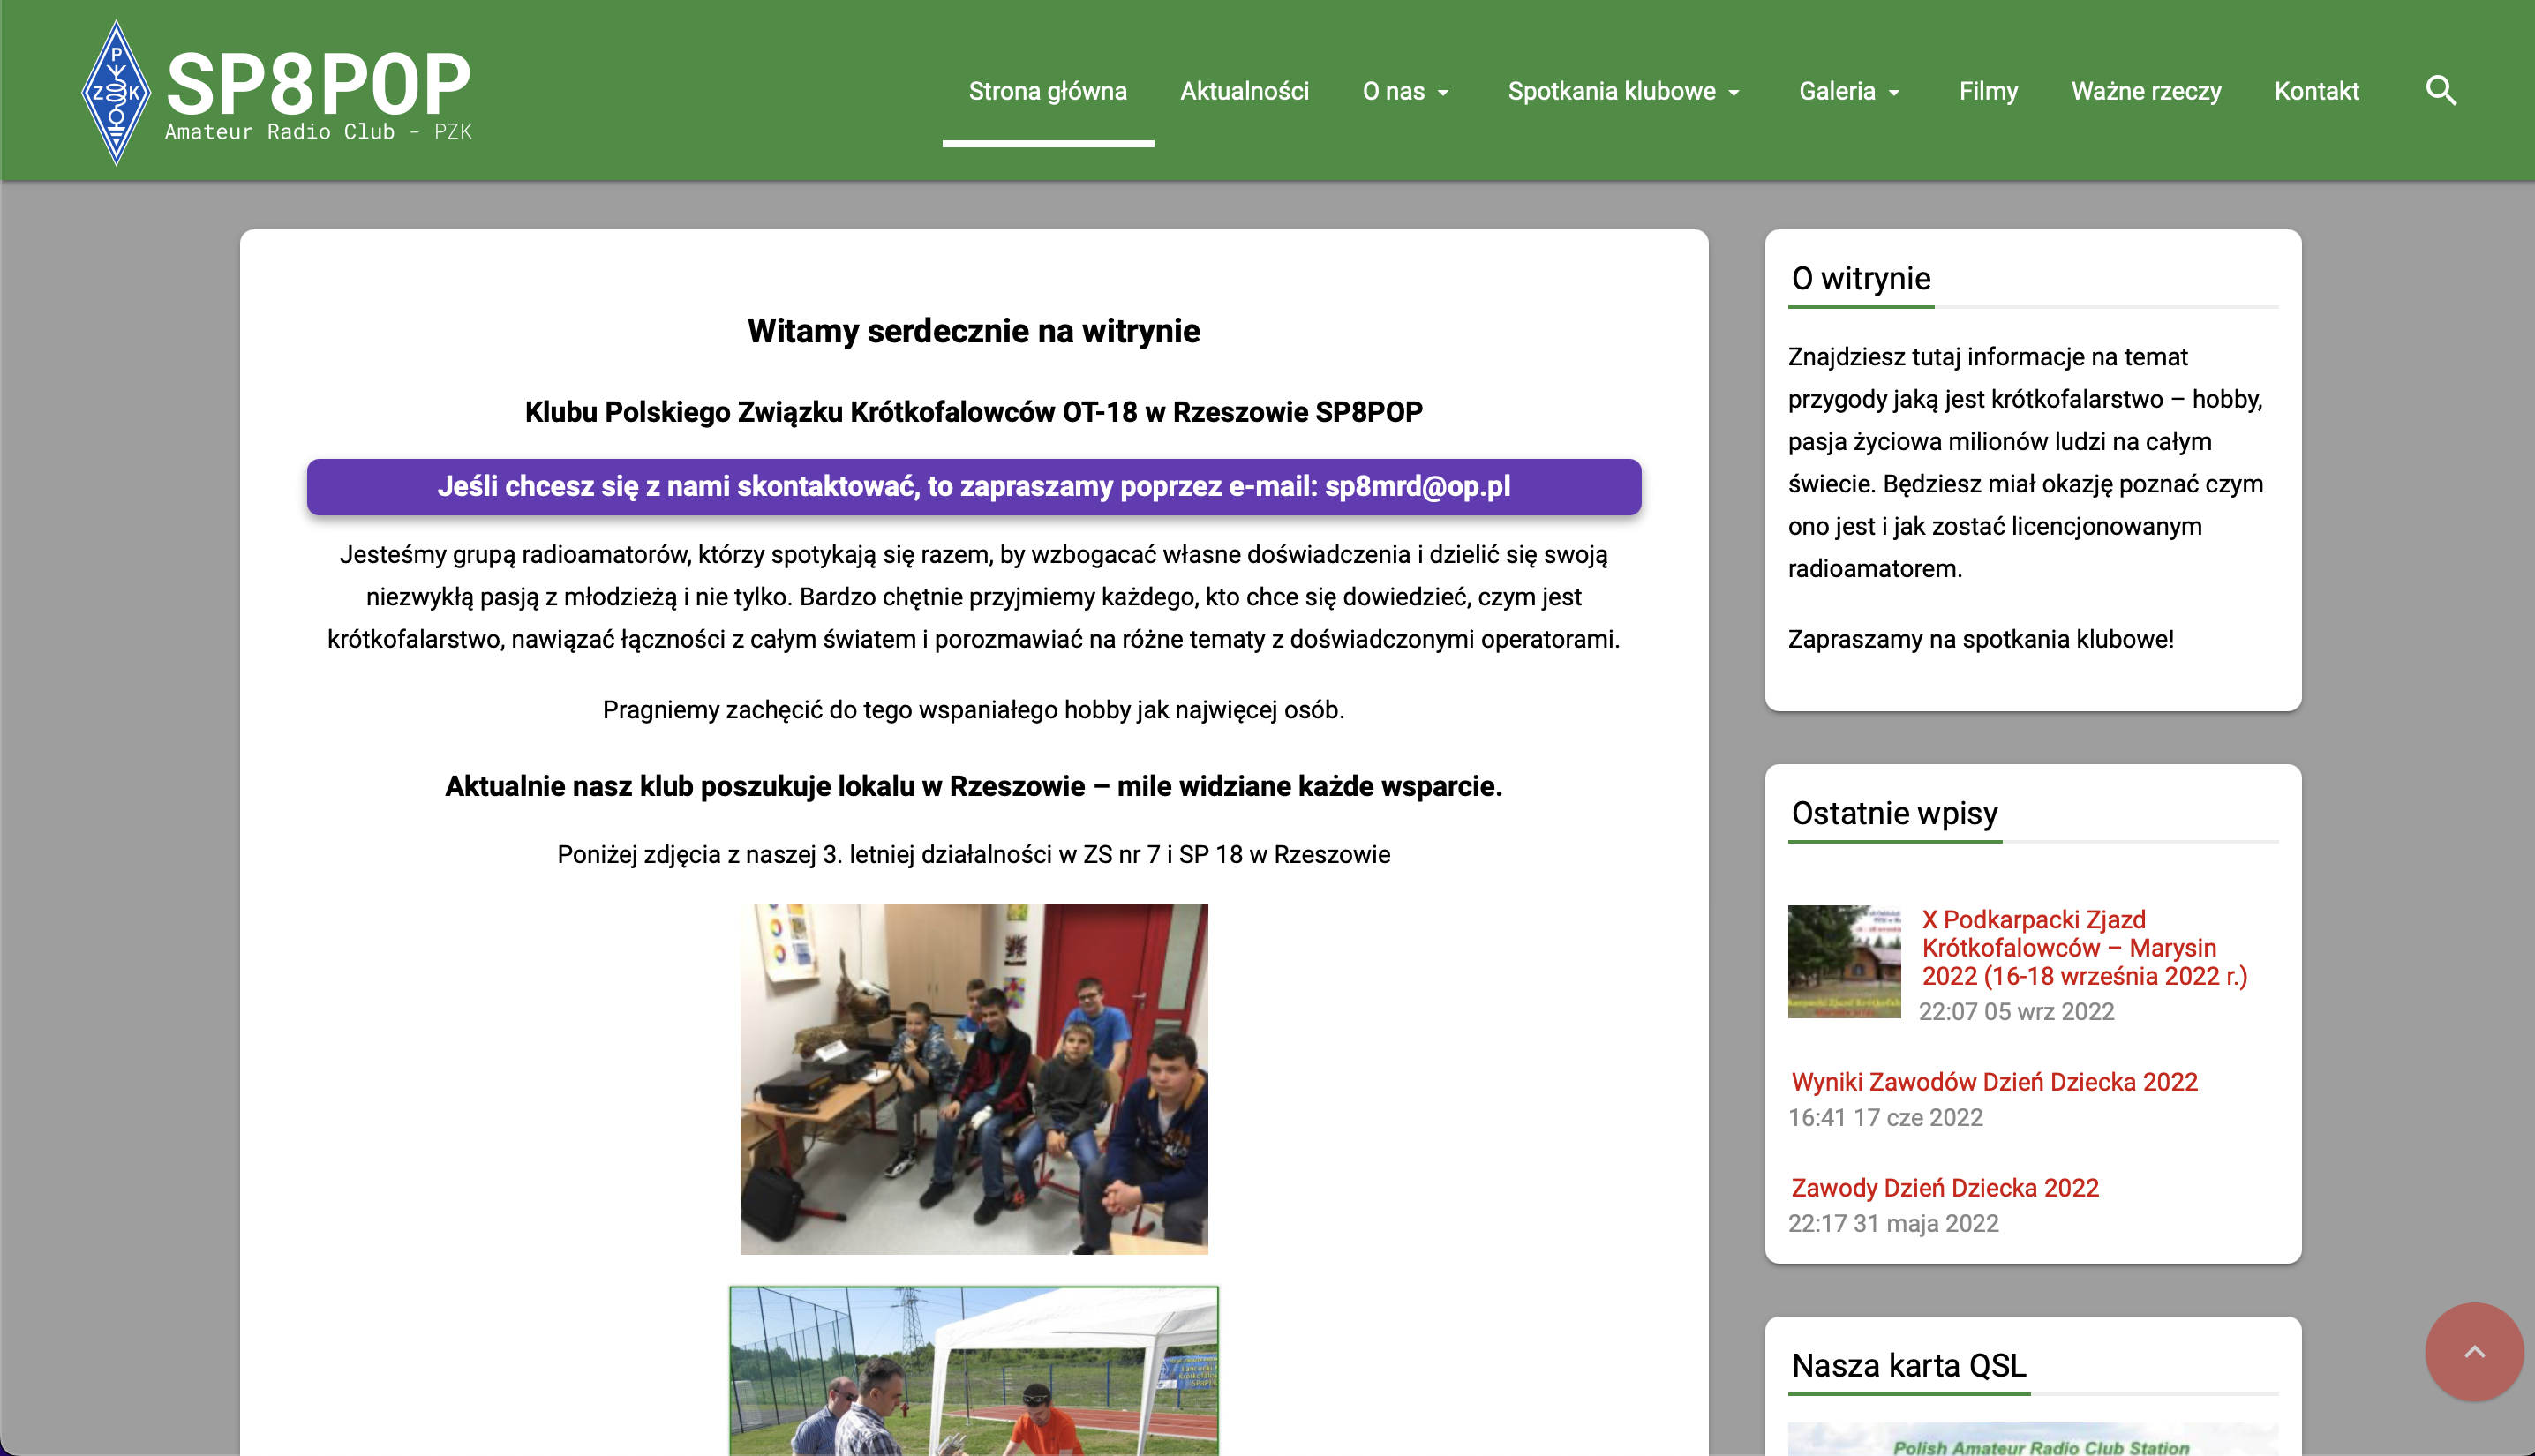 P
Z K
SP8POP
Amateur Radio Club - PZK
Strona główna
Aktualności
O nas
Spotkania klubowe
Galeria
Filmy
Ważne rzeczy
Kontakt
Witamy serdecznie na witrynie
Klubu Polskiego Związku Krótkofalowców OT-18 w Rzeszowie SP8POP
Jeśli chcesz się z nami skontaktować, to zapraszamy poprzez e-mail: sp8mrd@op.pl
Jesteśmy grupą radioamatorów, którzy spotykają się razem, by wzbogacać własne doświadczenia i dzielić się swoją
niezwykłą pasją z młodzieżą i nie tylko. Bardzo chętnie przyjmiemy każdego, kto chce się dowiedzieć, czym jest
krótkofalarstwo, nawiązać łączności z całym światem i porozmawiać na różne tematy z doświadczonymi operatorami.
Pragniemy zachęcić do tego wspaniałego hobby jak najwięcej osób.
Aktualnie nasz klub poszukuje lokalu w Rzeszowie – mile widziane każde wsparcie.
Poniżej zdjęcia z naszej 3. letniej działalności w ZS nr 7 i SP 18 w Rzeszowie
O witrynie
Znajdziesz tutaj informacje na temat
przygody jaką jest krótkofalarstwo – hobby,
pasja życiowa milionów ludzi na całym
świecie. Będziesz miał okazję poznać czym
ono jest i jak zostać licencjonowanym
radioamatorem.
Zapraszamy na spotkania klubowe!
Ostatnie wpisy
X Podkarpacki Zjazd
Krótkofalowców – Marysin
2022 (16-18 września 2022 r.)
22:07 05 wrz 2022
Wyniki Zawodów Dzień Dziecka 2022
16:41 17 cze 2022
Zawody Dzień Dziecka 2022
22:17 31 maja 2022
Nasza karta QSL
Polish Amateur Radio Club Station